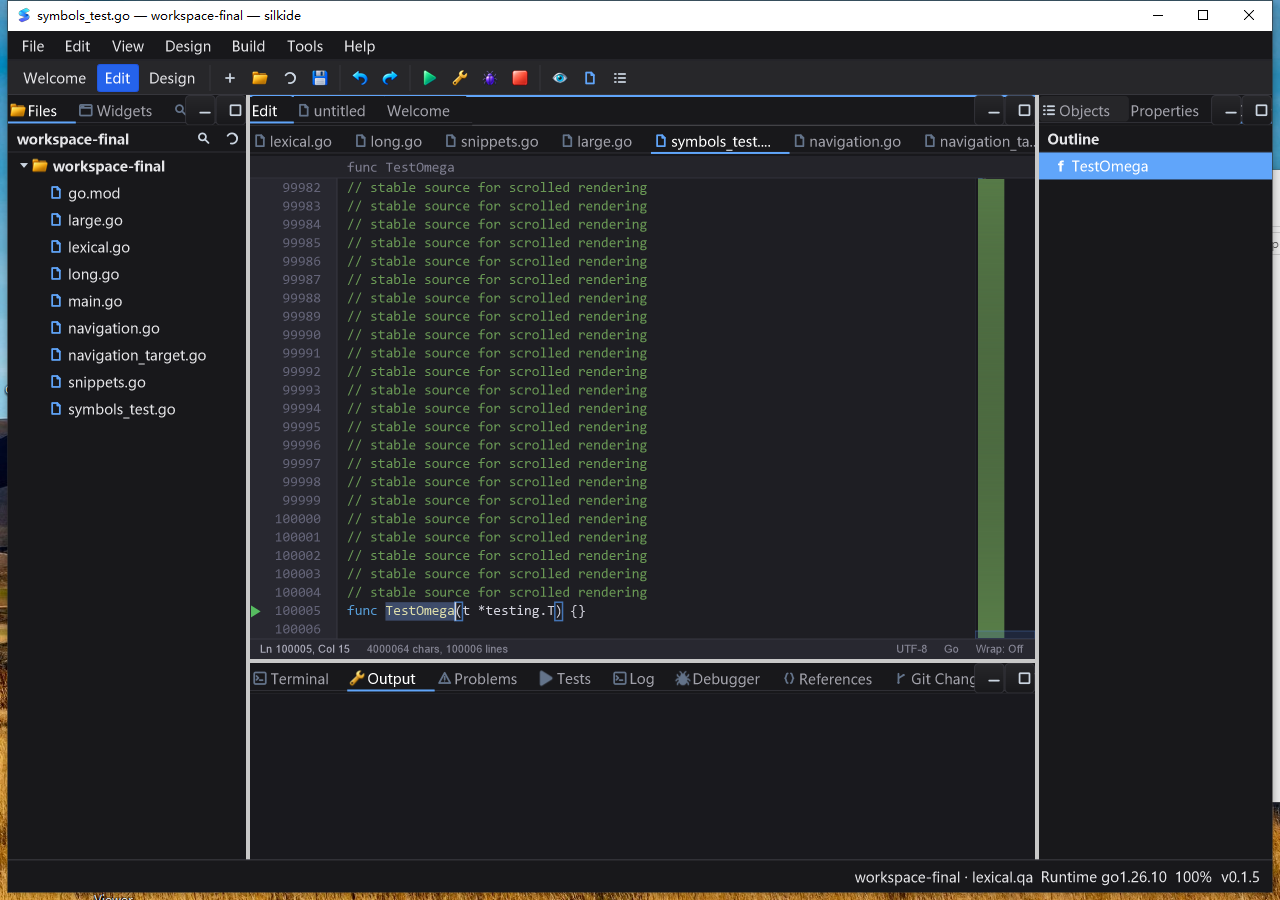 symbols_test.go — workspace-final — silkide
File Edit View Design Build Tools Help
Welcome Edit Design
Files Widgets
Edit untitled Welcome
Objects Properties
workspace-final
lexical.go long.go snippets.go large.go symbols_test.... navigation.go navigation_ta...
Outline
workspace-final
go.mod
large.go
lexical.go
long.go
main.go
navigation.go
navigation_target.go
snippets.go
symbols_test.go
func TestOmega
99982 // stable source for scrolled rendering
99983 // stable source for scrolled rendering
99984 // stable source for scrolled rendering
99985 // stable source for scrolled rendering
99986 // stable source for scrolled rendering
99987 // stable source for scrolled rendering
99988 // stable source for scrolled rendering
99989 // stable source for scrolled rendering
99990 // stable source for scrolled rendering
99991 // stable source for scrolled rendering
99992 // stable source for scrolled rendering
99993 // stable source for scrolled rendering
99994 // stable source for scrolled rendering
99995 // stable source for scrolled rendering
99996 // stable source for scrolled rendering
99997 // stable source for scrolled rendering
99998 // stable source for scrolled rendering
99999 // stable source for scrolled rendering
100000 // stable source for scrolled rendering
100001 // stable source for scrolled rendering
100002 // stable source for scrolled rendering
100003 // stable source for scrolled rendering
100004 // stable source for scrolled rendering
100005 func TestOmega(t *testing.T) {}
100006
Ln 100005, Col 15 4000064 chars, 100006 lines UTF-8 Go Wrap: Off
f TestOmega
Terminal Output Problems Tests Log Debugger References Git Chang
workspace-final · lexical.qa Runtime go1.26.10 100% v0.1.5
Viewer